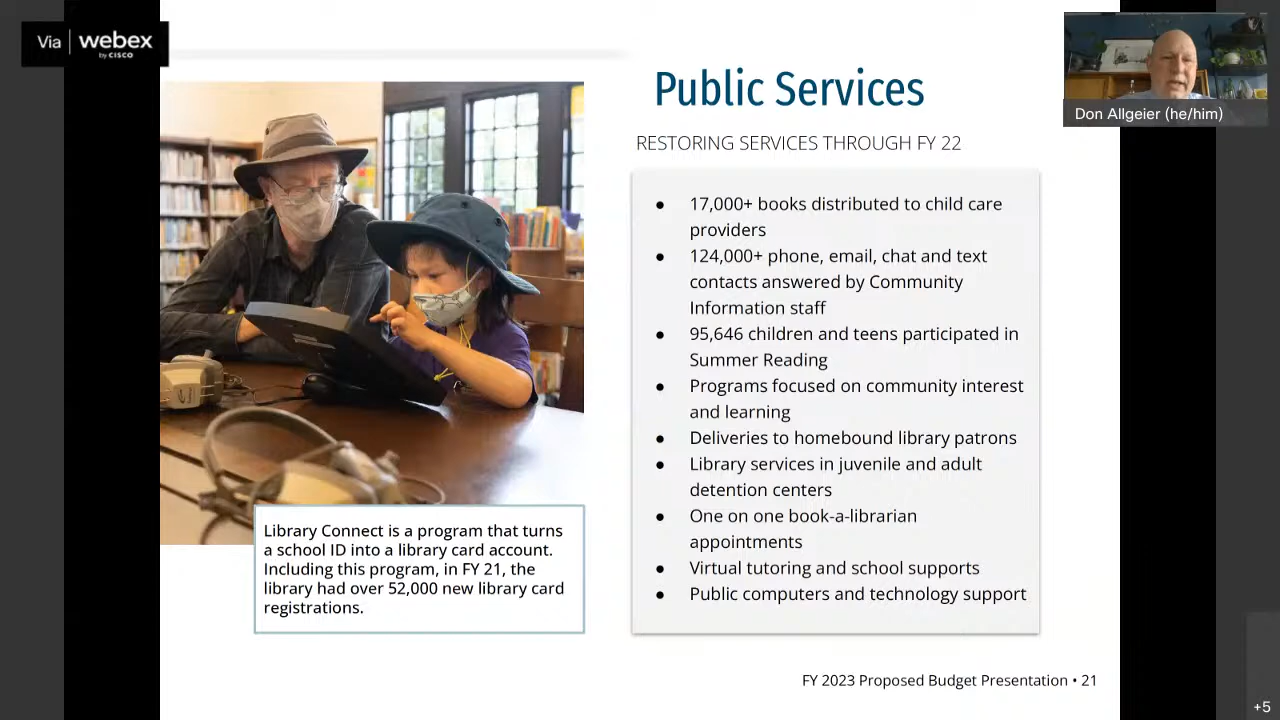 Via webex
by CISCO
Public Services
Don Allgeier (he/him)
RESTORING SERVICES THROUGH FY 22
● 17,000+ books distributed to child care
providers
● 124,000+ phone, email, chat and text
contacts answered by Community
Information staff
● 95,646 children and teens participated in
Summer Reading
● Programs focused on community interest
and learning
● Deliveries to homebound library patrons
● Library services in juvenile and adult
detention centers
● One on one book-a-librarian
appointments
● Virtual tutoring and school supports
● Public computers and technology support
Library Connect is a program that turns
a school ID into a library card account.
Including this program, in FY 21, the
library had over 52,000 new library card
registrations.
FY 2023 Proposed Budget Presentation • 21
+5